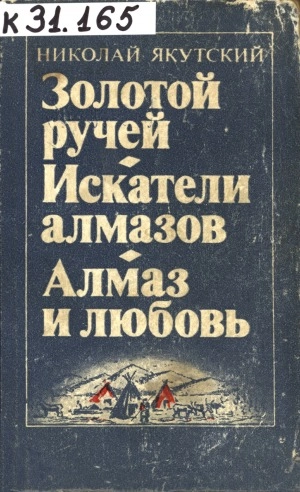 К 31.165
НИКОЛАЙ ЯКУТСКИЙ
Золотой
ручей
Искатели
алмазов
Алмаз
и любовь